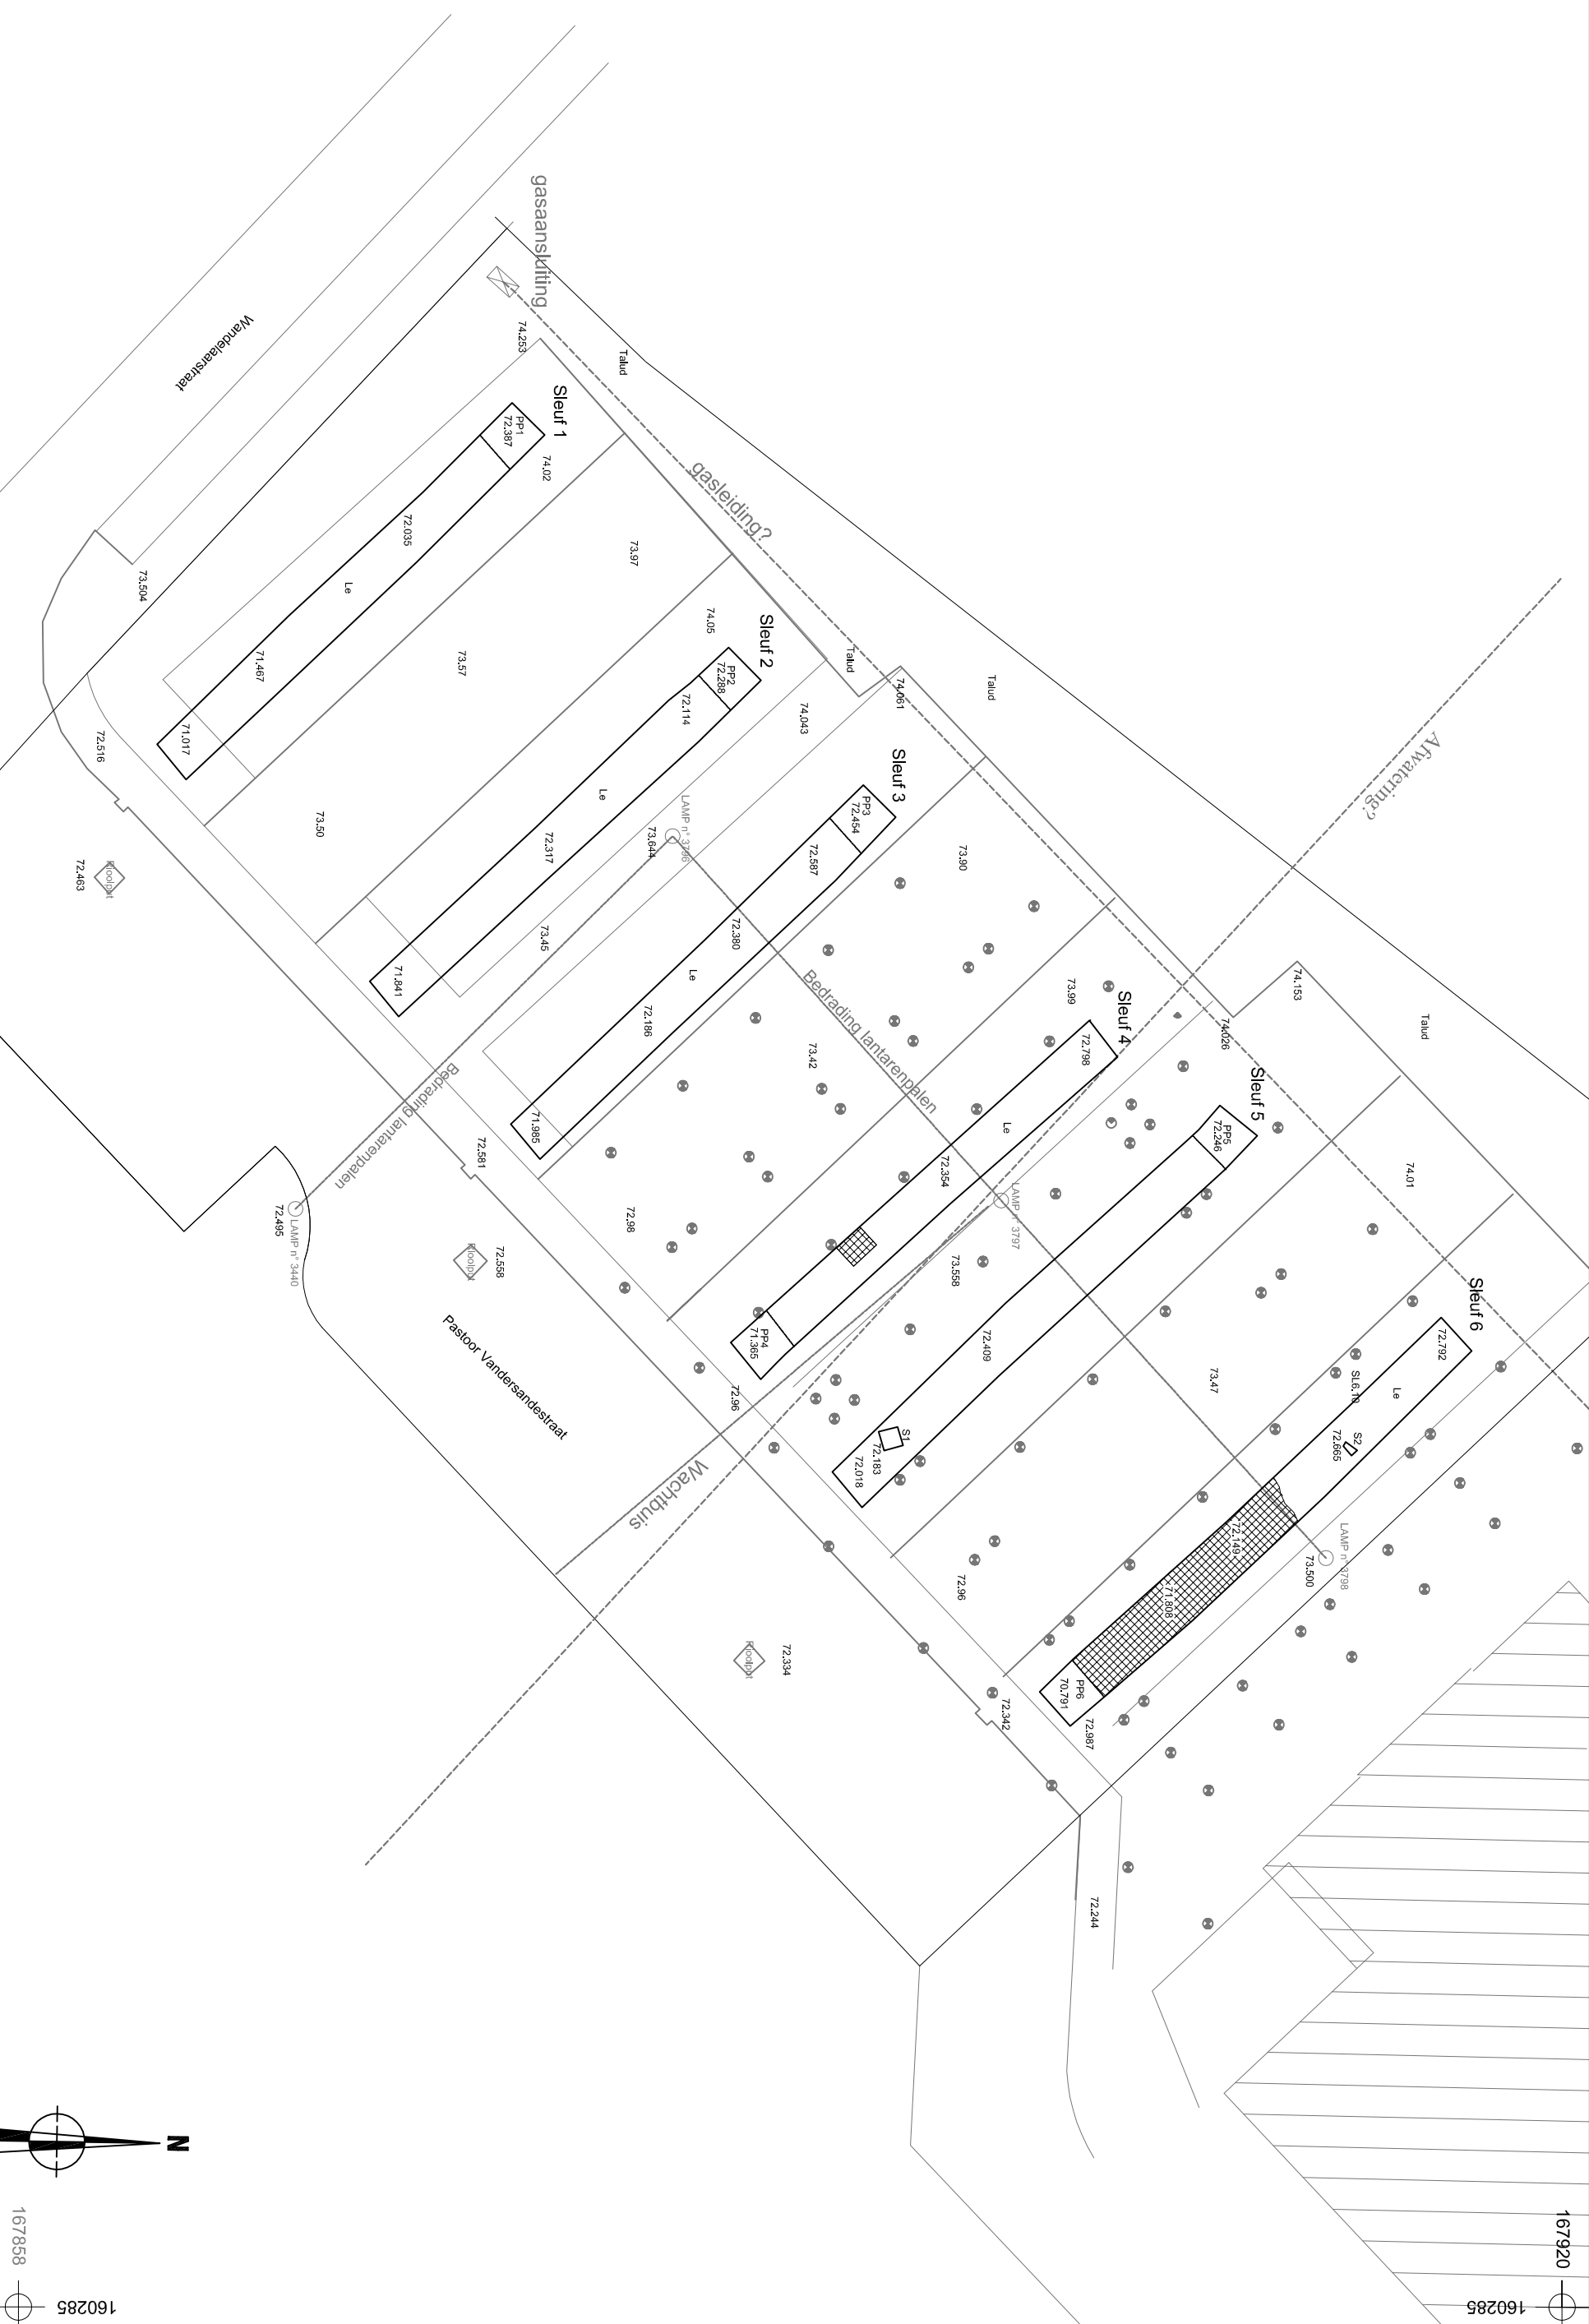 gasaansluiting
Talud
74.253
Wandelaarstraat
Sleuf 1
PP1
72.387
74.02
gasleiding?
72.035
Le
71.467
71.017
73.97
73.57
73.50
73.504
72.516
72.463
Rioolput
Sleuf 2
74.05
PP2
72.288
72.114
Le
72.317
71.841
Talud
74.061
74.043
Talud
LAMP n° 3796
73.644
73.45
Sleuf 3
PP3
72.454
72.587
72.380
Le
72.186
71.985
73.90
Afwatering?
Bedrading lantarenpalen
Bedrading lantarenpalen
73.99
73.42
72.98
72.581
72.495
LAMP n° 3440
Rioolput
72.558
Pastoor Vandersandestraat
Sleuf 4
72.798
Le
72.354
PP4
71.365
74.153
74.026
Talud
Sleuf 5
PP5
72.246
72.409
S1
72.183
72.018
LAMP n° 3797
73.558
72.96
Wachtbuis
74.01
73.47
72.96
Sleuf 6
72.792
Le
SL6.10
S2
72.665
72.149
71.808
PP6
70.791
LAMP n° 3798
73.500
72.987
72.342
Rioolput
72.334
72.244
N
167858
160285
167920
160285